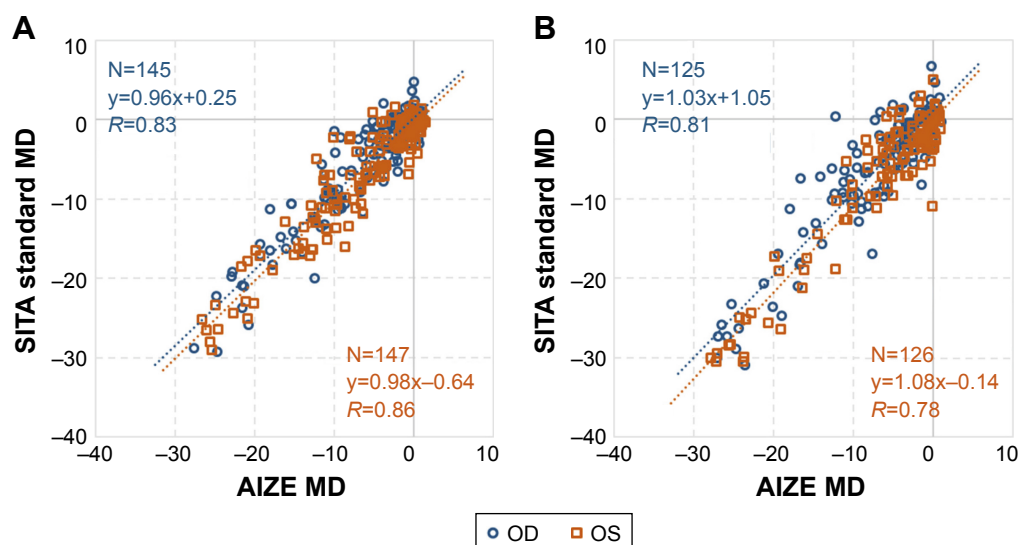 A
10
0
–10
–20
–30
–40
–40
–30
–20
–10
0
10
SITA standard MD
AIZE MD
N=145
y=0.96x+0.25
R=0.83
N=147
y=0.98x–0.64
R=0.86
B
10
0
–10
–20
–30
–40
–40
–30
–20
–10
0
10
SITA standard MD
AIZE MD
N=125
y=1.03x+1.05
R=0.81
N=126
y=1.08x–0.14
R=0.78
OD
OS